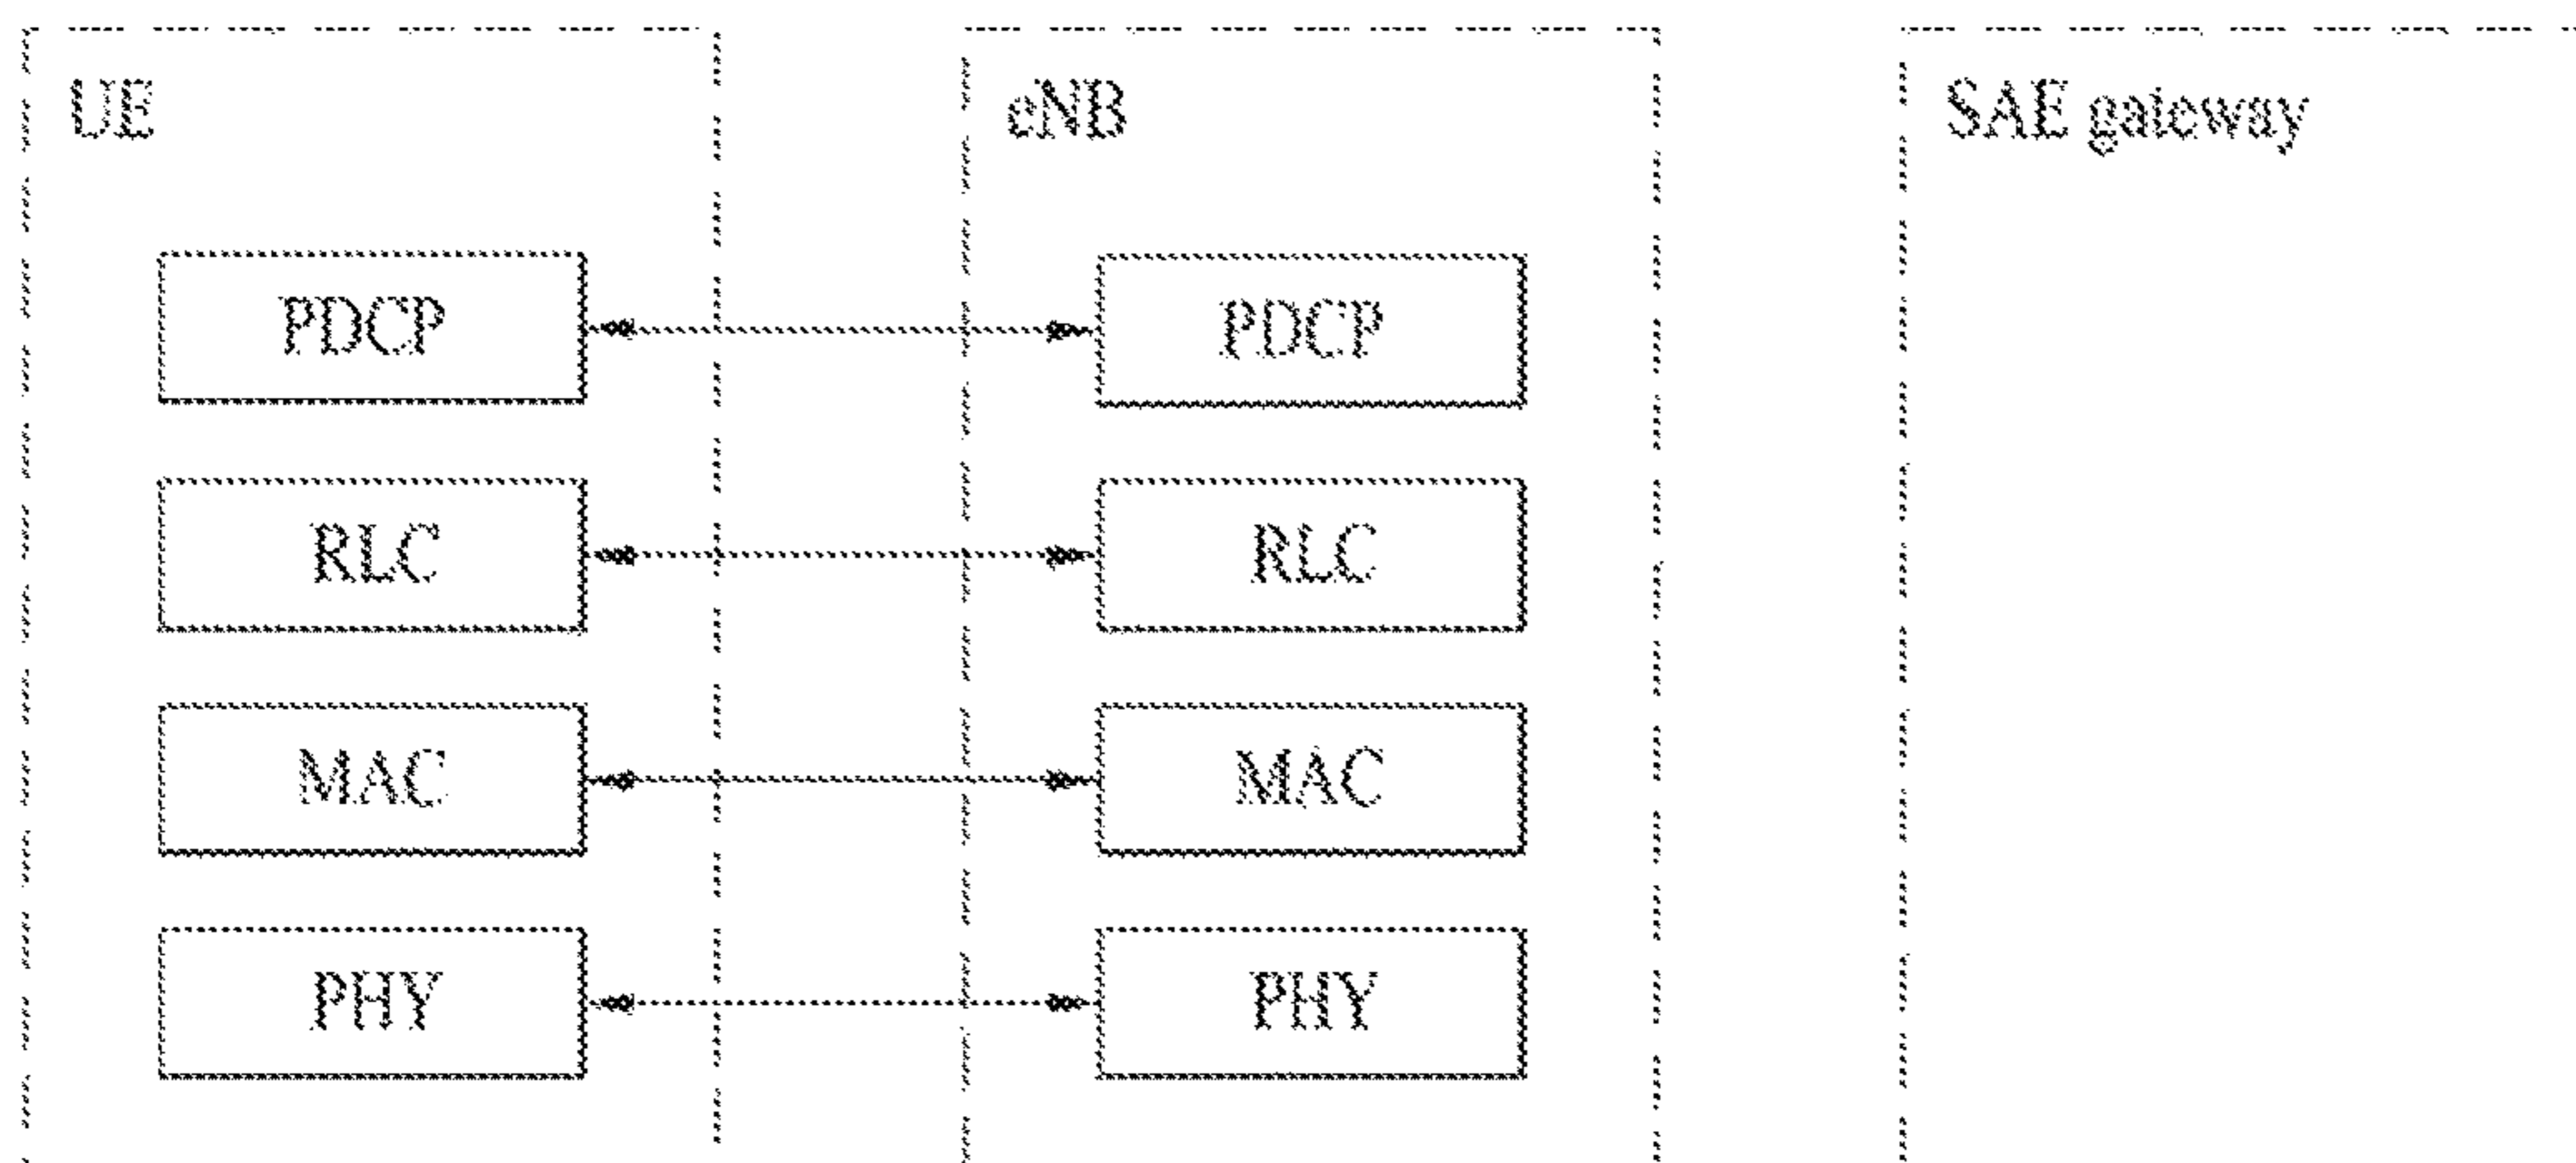 UE eNB SAE gateway
PDCP PDCP
RLC RLC
MAC MAC
PHY PHY